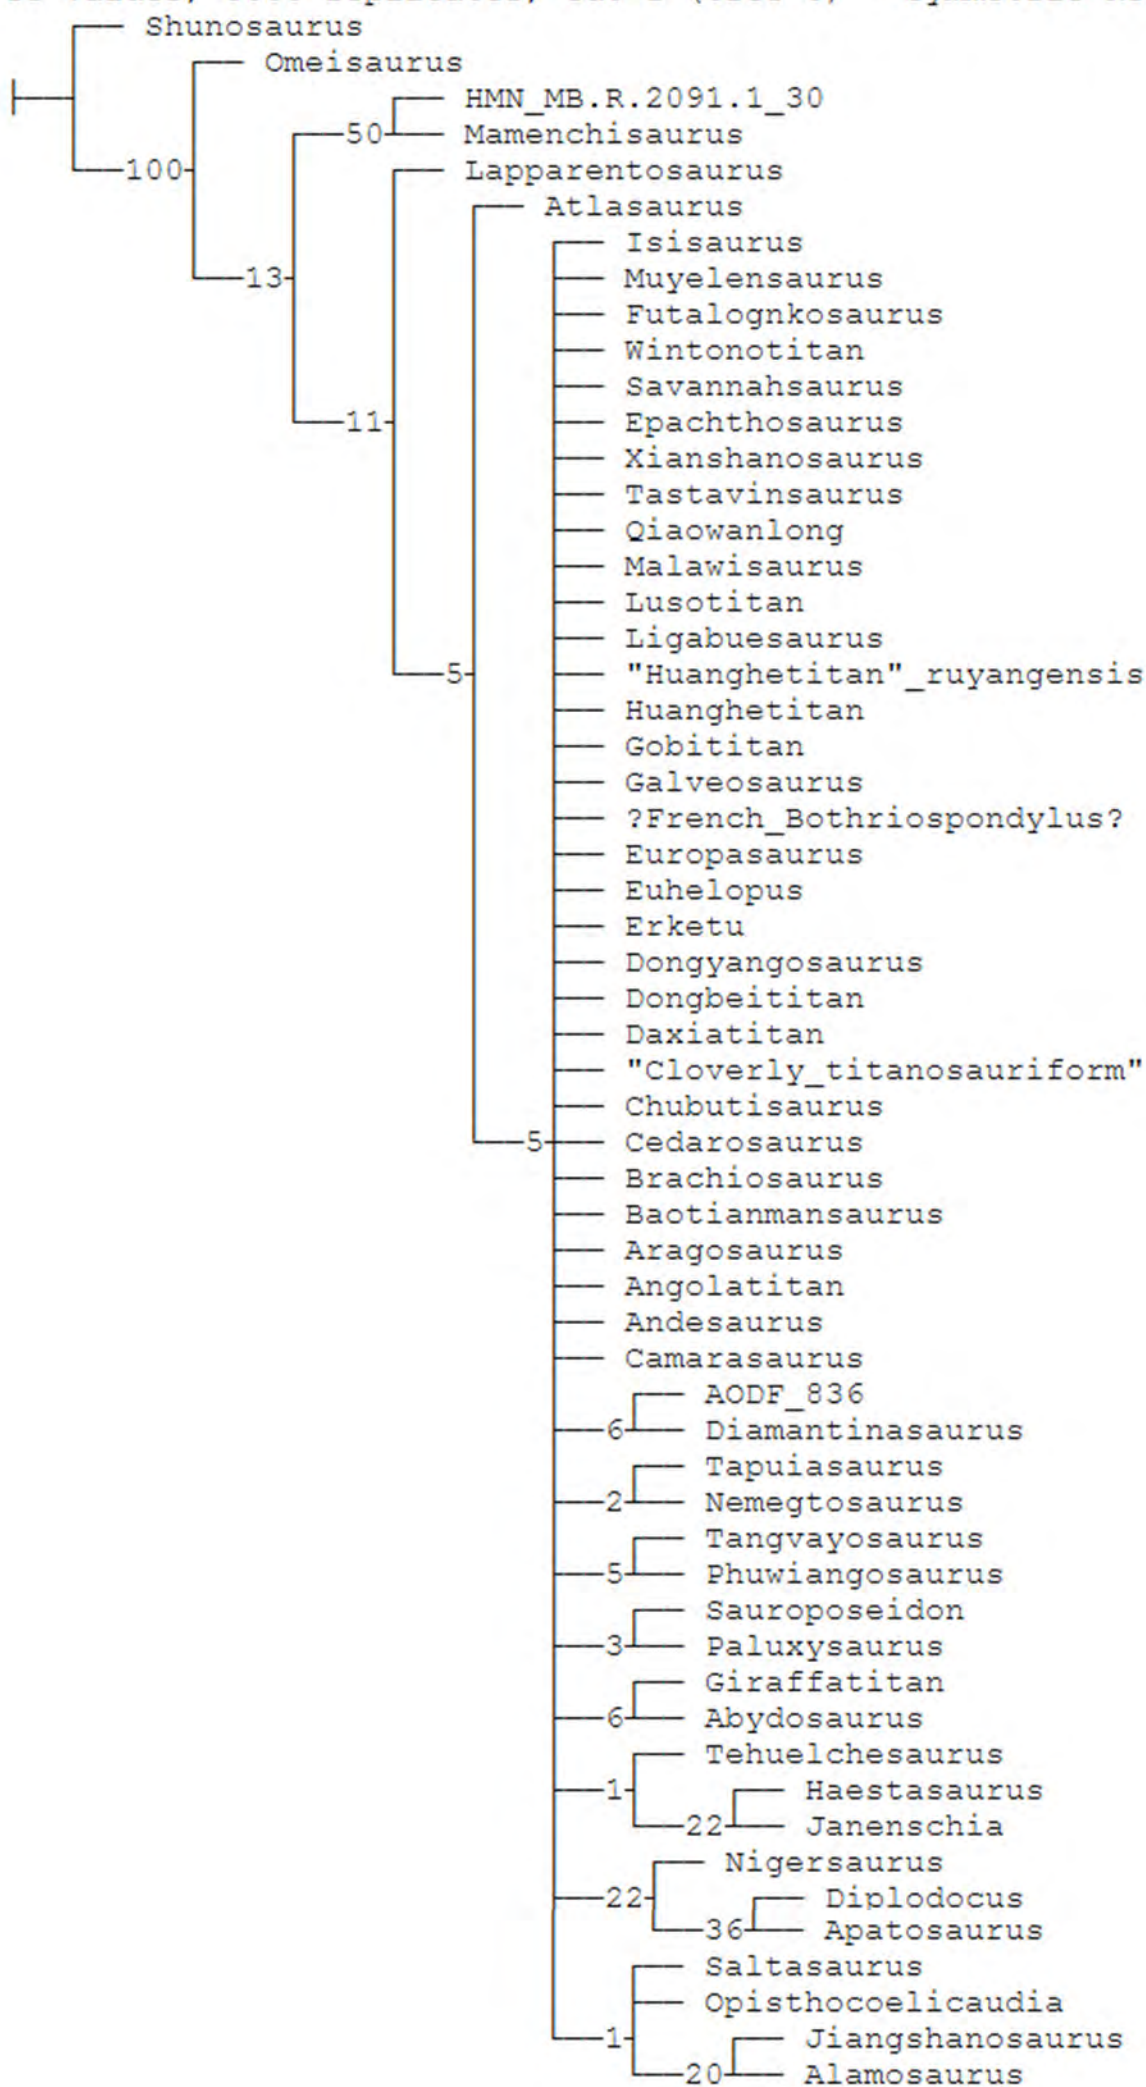 Shunosaurus
Omeisaurus
HMN_MB.R.2091.1_30
50 Mamenchisaurus
100 Lapparentosaurus
Atlasaurus
Isisaurus
13 Muyelensaurus
Futalognkosaurus
Wintonotitan
Savannahsaurus
11 Epachthosaurus
Xianshanosaurus
Tastavinsaurus
Qiaowanlong
Malawisaurus
Lusotitan
Ligabuesaurus
5 "Huanghetitan"_ruyangensis
Huanghetitan
Gobititan
Galveosaurus
?French_Bothriospondylus?
Europasaurus
Euhelopus
Erketu
Dongyangosaurus
Dongbeititan
Daxiatitan
"Cloverly_titanosauriform"
Chubutisaurus
5 Cedarosaurus
Brachiosaurus
Baotianmansaurus
Aragosaurus
Angolatitan
Andesaurus
Camarasaurus
AODF_836
6 Diamantinasaurus
Tapuiasaurus
2 Nemegtosaurus
Tangvayosaurus
5 Phuwiangosaurus
Sauroposeidon
3 Paluxysaurus
Giraffatitan
6 Abydosaurus
Tehuelchesaurus
1 Haestasaurus
22 Janenschia
Nigersaurus
22 Diplodocus
36 Apatosaurus
Saltasaurus
Opisthocoelicaudia
1 Jiangshanosaurus
20 Alamosaurus